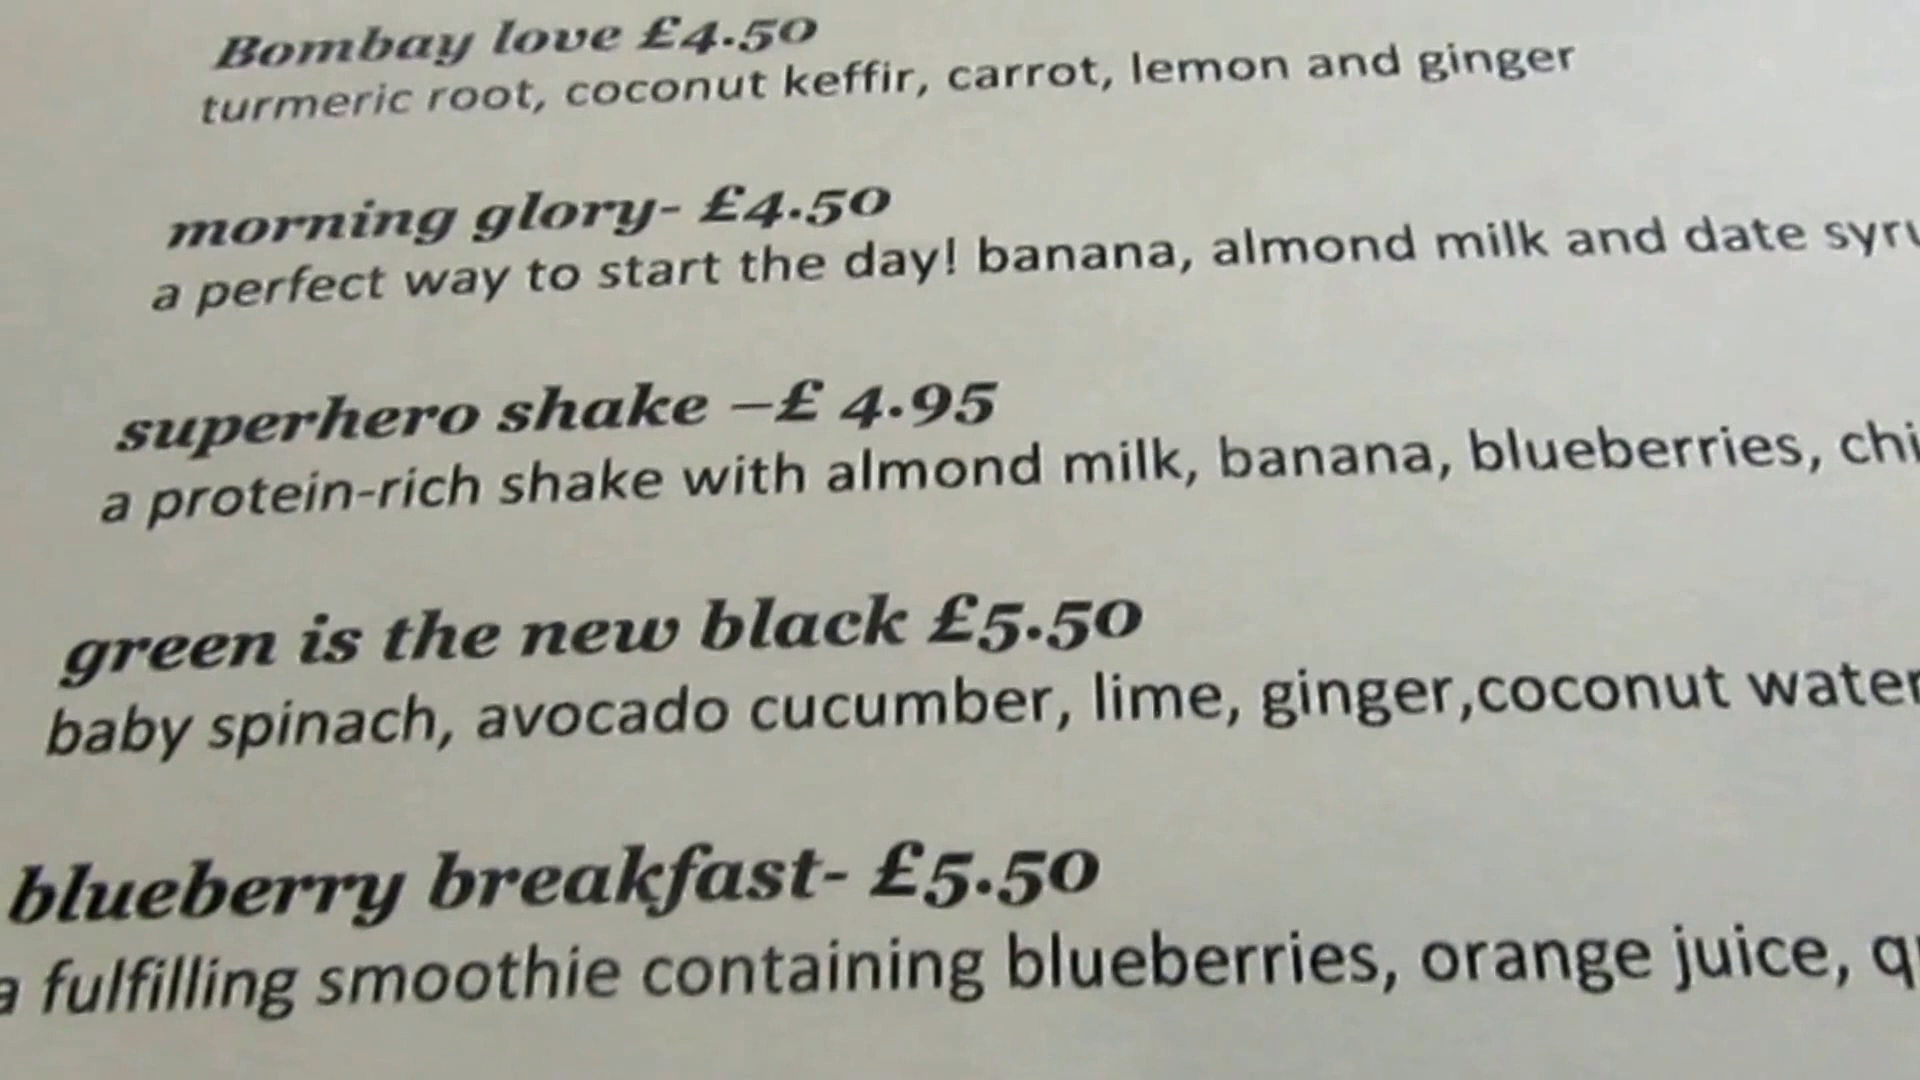 Bombay love £4.50
turmeric root, coconut keffir, carrot, lemon and ginger
morning glory- £4.50
a perfect way to start the day! banana, almond milk and date
superhero shake –£ 4.95
a protein-rich shake with almond milk, banana, blueberries,
green is the new black £5.50
baby spinach, avocado cucumber, lime, ginger,coconut water
blueberry breakfast- £5.50
a fulfilling smoothie containing blueberries, orange juice,